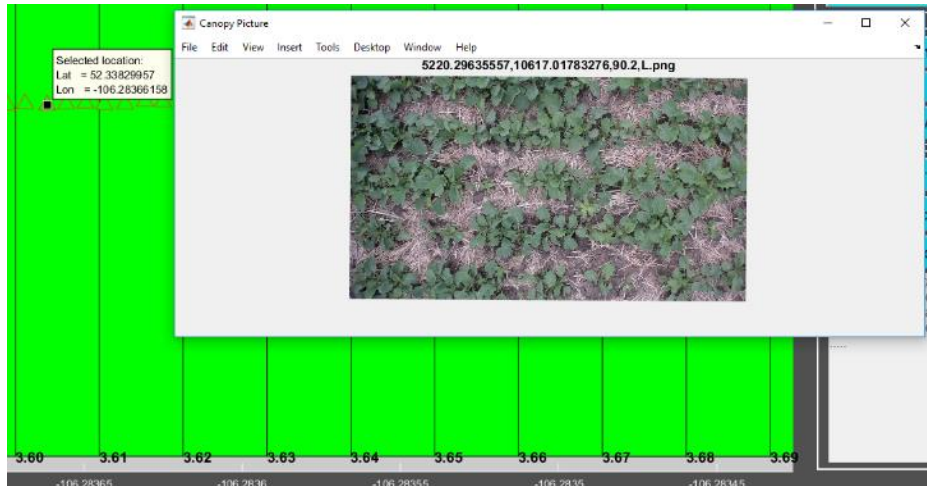 Canopy Picture
File Edit View Insert Tools Desktop Window Help
5220.29635557,10617.01783276,90.2,L.png
Selected location:
Lat = 52.33829957
Lon = -106.28366158
3.60 3.61 3.62 3.63 3.64 3.65 3.66 3.67 3.68 3.69
-106.28365 -106.2836 -106.28355 -106.2835 -106.28345